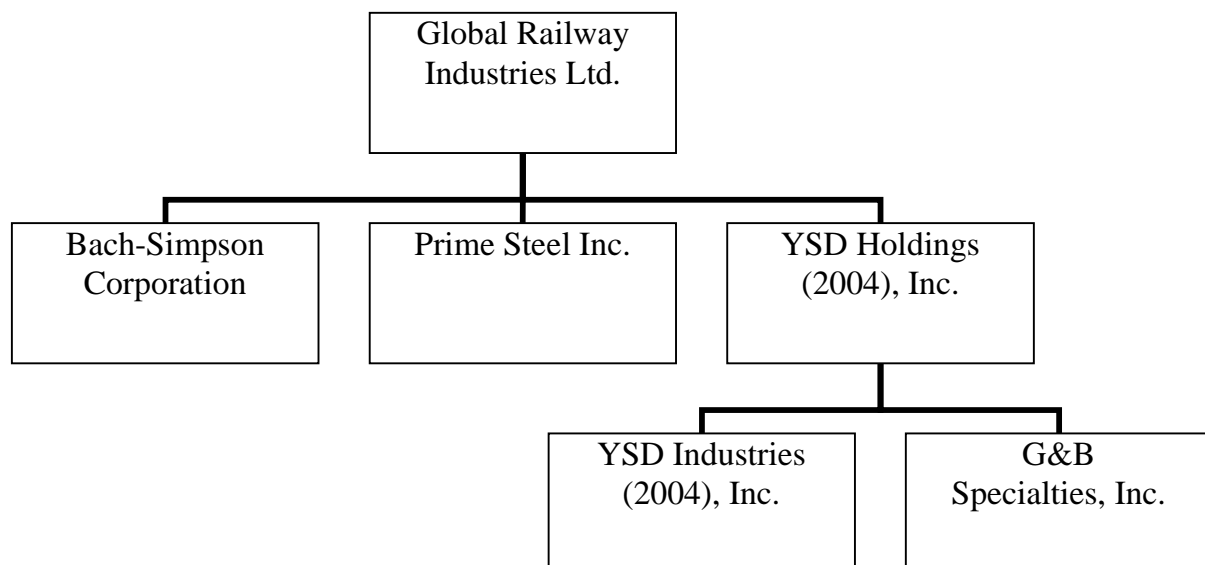 Global Railway
Industries Ltd.
Bach-Simpson
Corporation
Prime Steel Inc.
YSD Holdings
(2004), Inc.
YSD Industries
(2004), Inc.
G&B
Specialties, Inc.